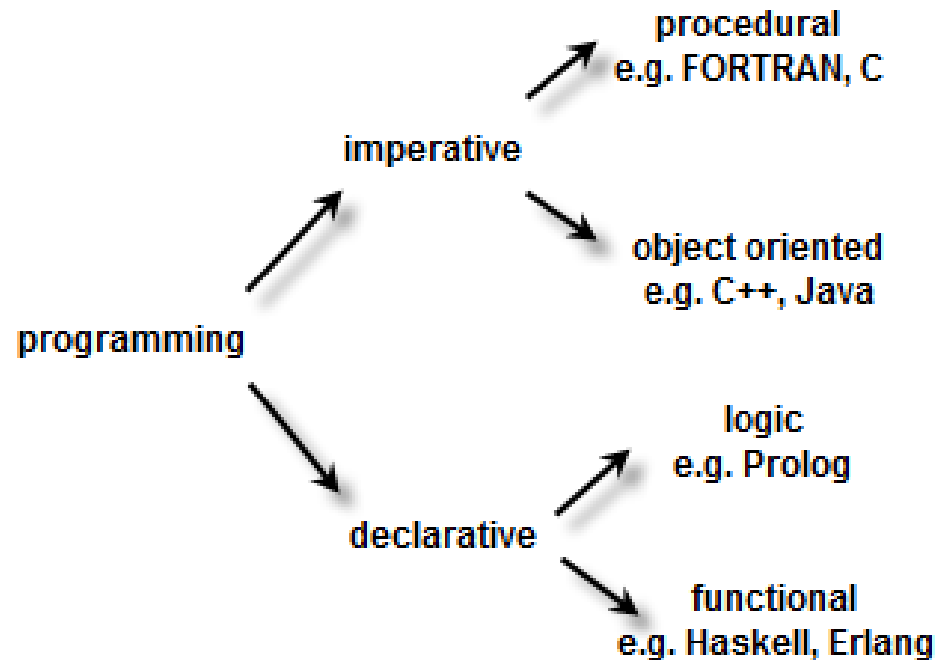 procedural
e.g. FORTRAN, C
imperative
object oriented
e.g. C++, Java
programming
logic
e.g. Prolog
declarative
functional
e.g. Haskell, Erlang